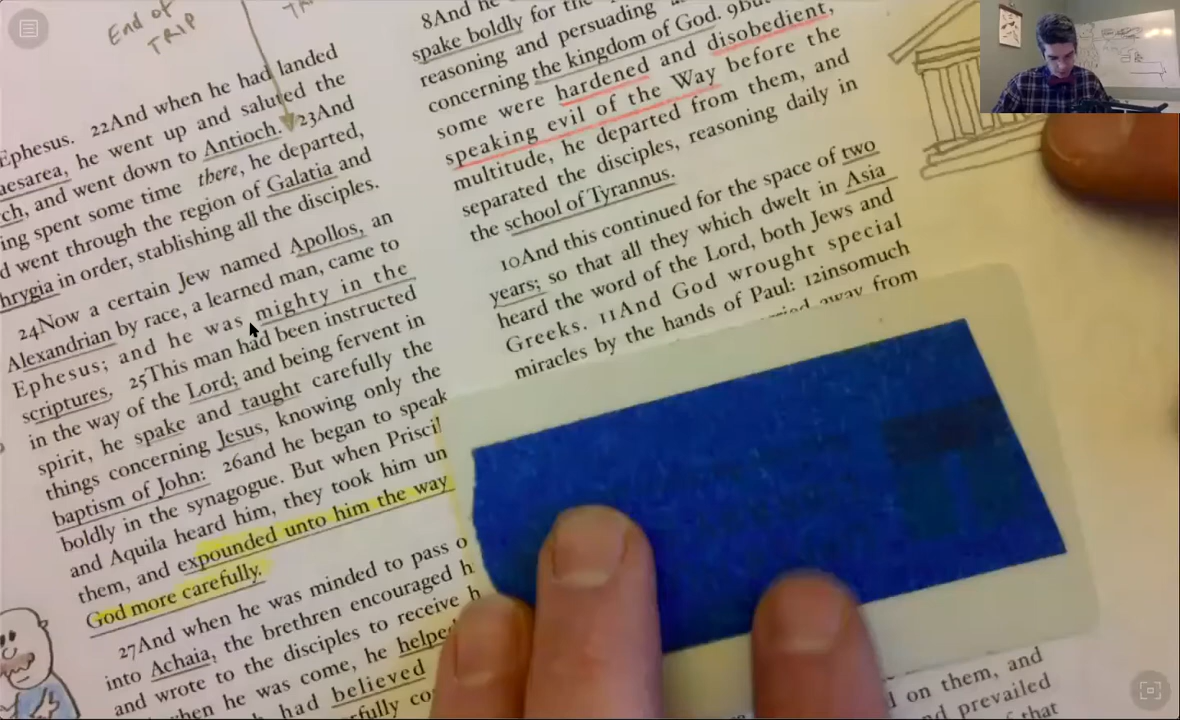 End of
TRIP
TR
Ephesus. 22And when he had landed
aesarea, he went up and saluted the
ch, and went down to Antioch. 23And
ing spent some time there, he departed,
d went through the region of Galatia and
hrygia in order, stablishing all the disciples.
24Now a certain Jew named Apollos, an
Alexandrian by race, a learned man, came to
Ephesus; and he was mighty in the
scriptures, 25This man had been instructed
in the way of the Lord; and being fervent in
spirit, he spake and taught carefully the
things concerning Jesus, knowing only the
baptism of John: 26and he began to speak
boldly in the synagogue. But when Priscil
and Aquila heard him, they took him un
them, and expounded unto him the way
God more carefully.
27And when he was minded to pass o
into Achaia, the brethren encouraged h
and wrote to the disciples to receive h
hen he was come, he helped
h had believed
rfully co
8And he
spake boldly for the
reasoning and persuading
concerning the kingdom of God. 9But
some were hardened and disobedient,
speaking evil of the Way before the
multitude, he departed from them, and
separated the disciples, reasoning daily in
the school of Tyrannus.
10And this continued for the space of two
years; so that all they which dwelt in Asia
heard the word of the Lord, both Jews and
Greeks. 11And God wrought special
miracles by the hands of Paul: 12insomuch
away from
on them, and
nd prevailed
f that